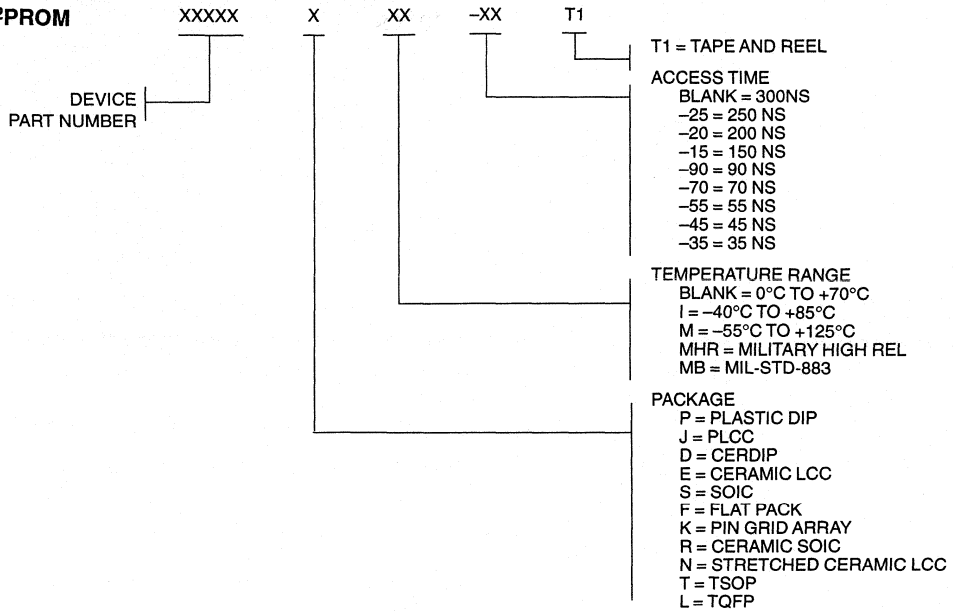 ²PROM XXXXX X XX –XX T1
T1 = TAPE AND REEL
DEVICE
PART NUMBER
ACCESS TIME
BLANK = 300NS
–25 = 250 NS
–20 = 200 NS
–15 = 150 NS
–90 = 90 NS
–70 = 70 NS
–55 = 55 NS
–45 = 45 NS
–35 = 35 NS
TEMPERATURE RANGE
BLANK = 0°C TO +70°C
I = –40°C TO +85°C
M = –55°C TO +125°C
MHR = MILITARY HIGH REL
MB = MIL-STD-883
PACKAGE
P = PLASTIC DIP
J = PLCC
D = CERDIP
E = CERAMIC LCC
S = SOIC
F = FLAT PACK
K = PIN GRID ARRAY
R = CERAMIC SOIC
N = STRETCHED CERAMIC LCC
T = TSOP
L = TQFP